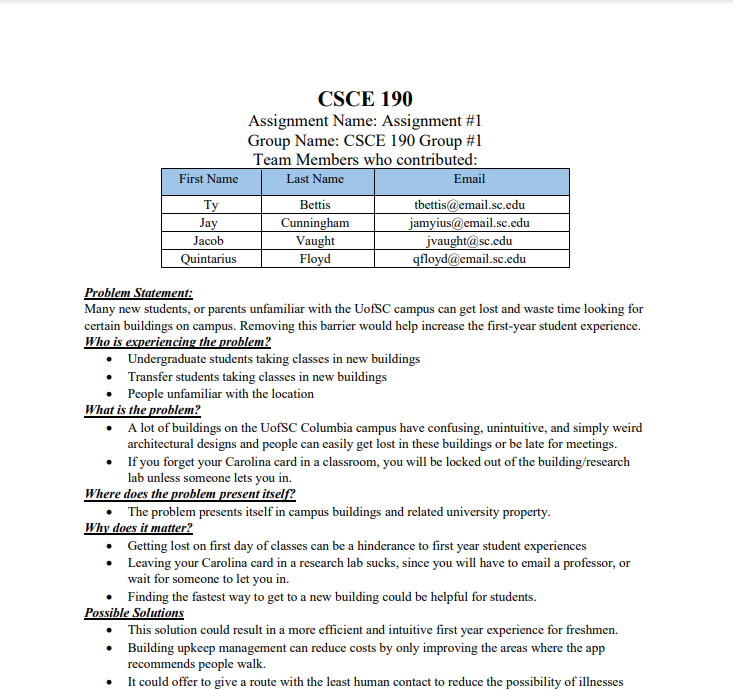 CSCE 190
Assignment Name: Assignment #1
Group Name: CSCE 190 Group #1
Team Members who contributed:
First Name Last Name Email
Ty Bettis tbettis@email.sc.edu
Jay Cunningham jamyius@email.sc.edu
Jacob Vaught jvaught@sc.edu
Quintarius Floyd qfloyd@email.sc.edu
Problem Statement:
Many new students, or parents unfamiliar with the UofSC campus can get lost and waste time looking for
certain buildings on campus. Removing this barrier would help increase the first-year student experience.
Who is experiencing the problem?
• Undergraduate students taking classes in new buildings
• Transfer students taking classes in new buildings
• People unfamiliar with the location
What is the problem?
• A lot of buildings on the UofSC Columbia campus have confusing, unintuitive, and simply weird
architectural designs and people can easily get lost in these buildings or be late for meetings.
• If you forget your Carolina card in a classroom, you will be locked out of the building/research
lab unless someone lets you in.
Where does the problem present itself?
• The problem presents itself in campus buildings and related university property.
Why does it matter?
• Getting lost on first day of classes can be a hinderance to first year student experiences
• Leaving your Carolina card in a research lab sucks, since you will have to email a professor, or
wait for someone to let you in.
• Finding the fastest way to get to a new building could be helpful for students.
Possible Solutions
• This solution could result in a more efficient and intuitive first year experience for freshmen.
• Building upkeep management can reduce costs by only improving the areas where the app
recommends people walk.
• It could offer to give a route with the least human contact to reduce the possibility of illnesses